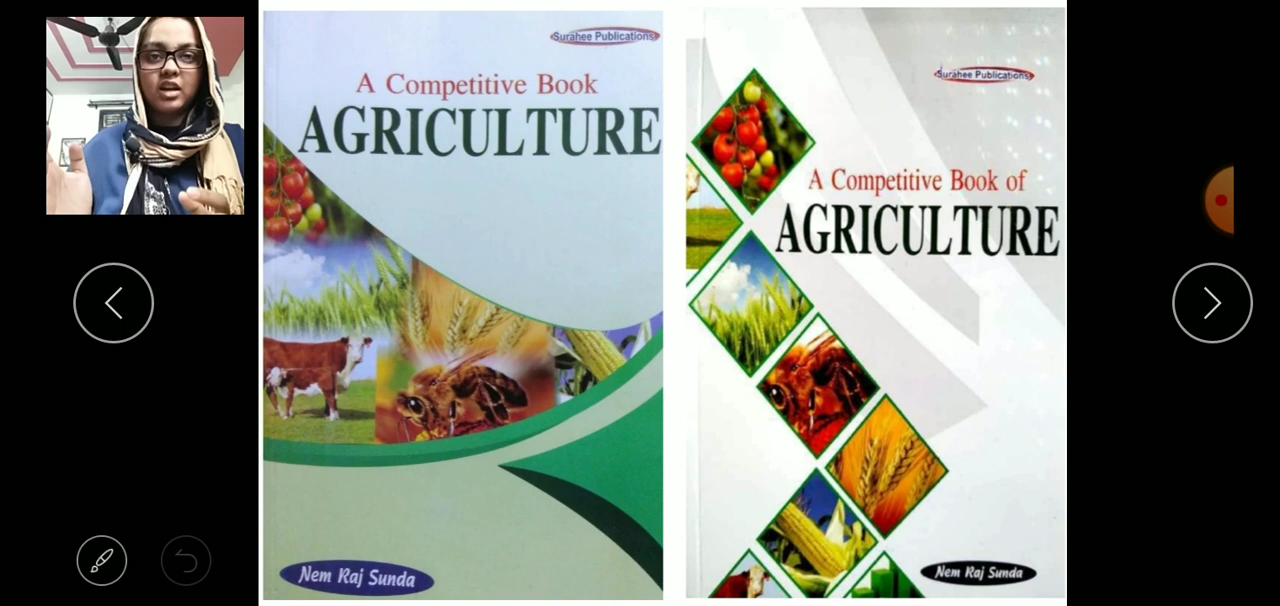 Surahee Publications
A Competitive Book
AGRICULTURE
Nem Raj Sunda
Surahee Publications
A Competitive Book of
AGRICULTURE
Nem Raj Sunda